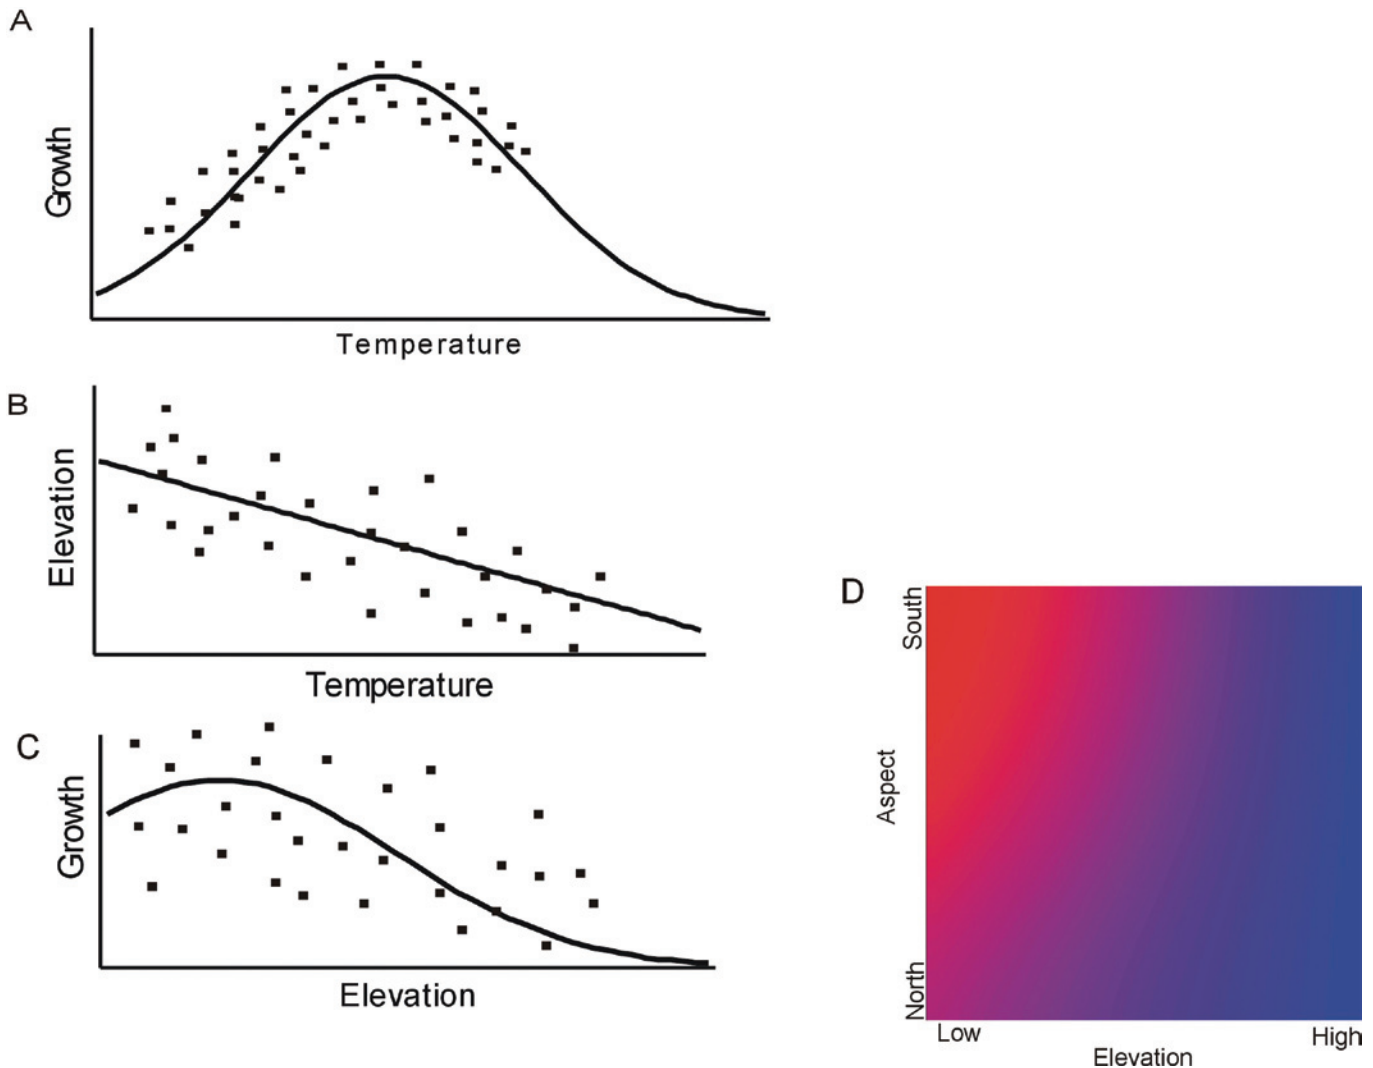 A
Growth
Temperature
B
Elevation
Temperature
C
Growth
Elevation
D
South
Aspect
North
Low
High
Elevation